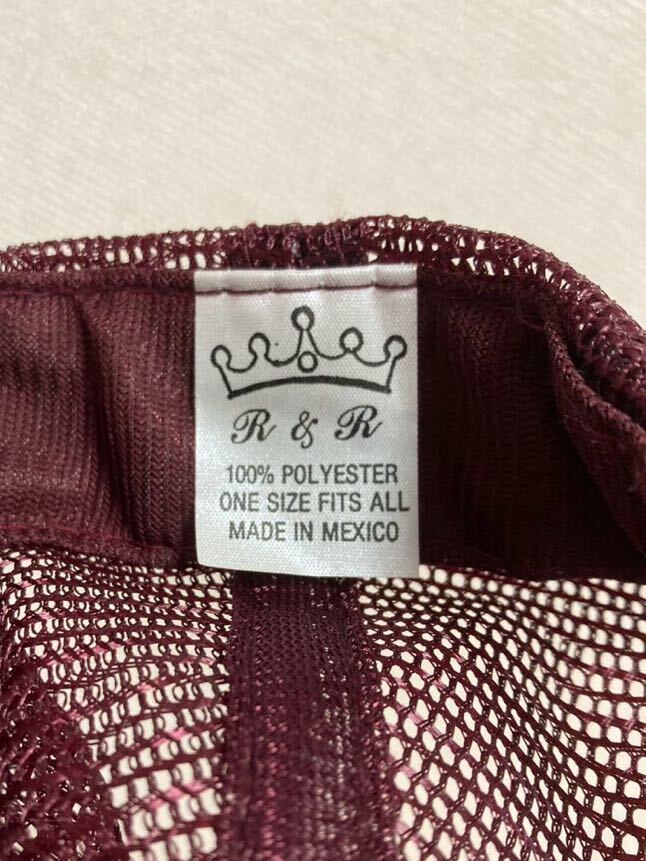 R & R
100% POLYESTER
ONE SIZE FITS ALL
MADE IN MEXICO